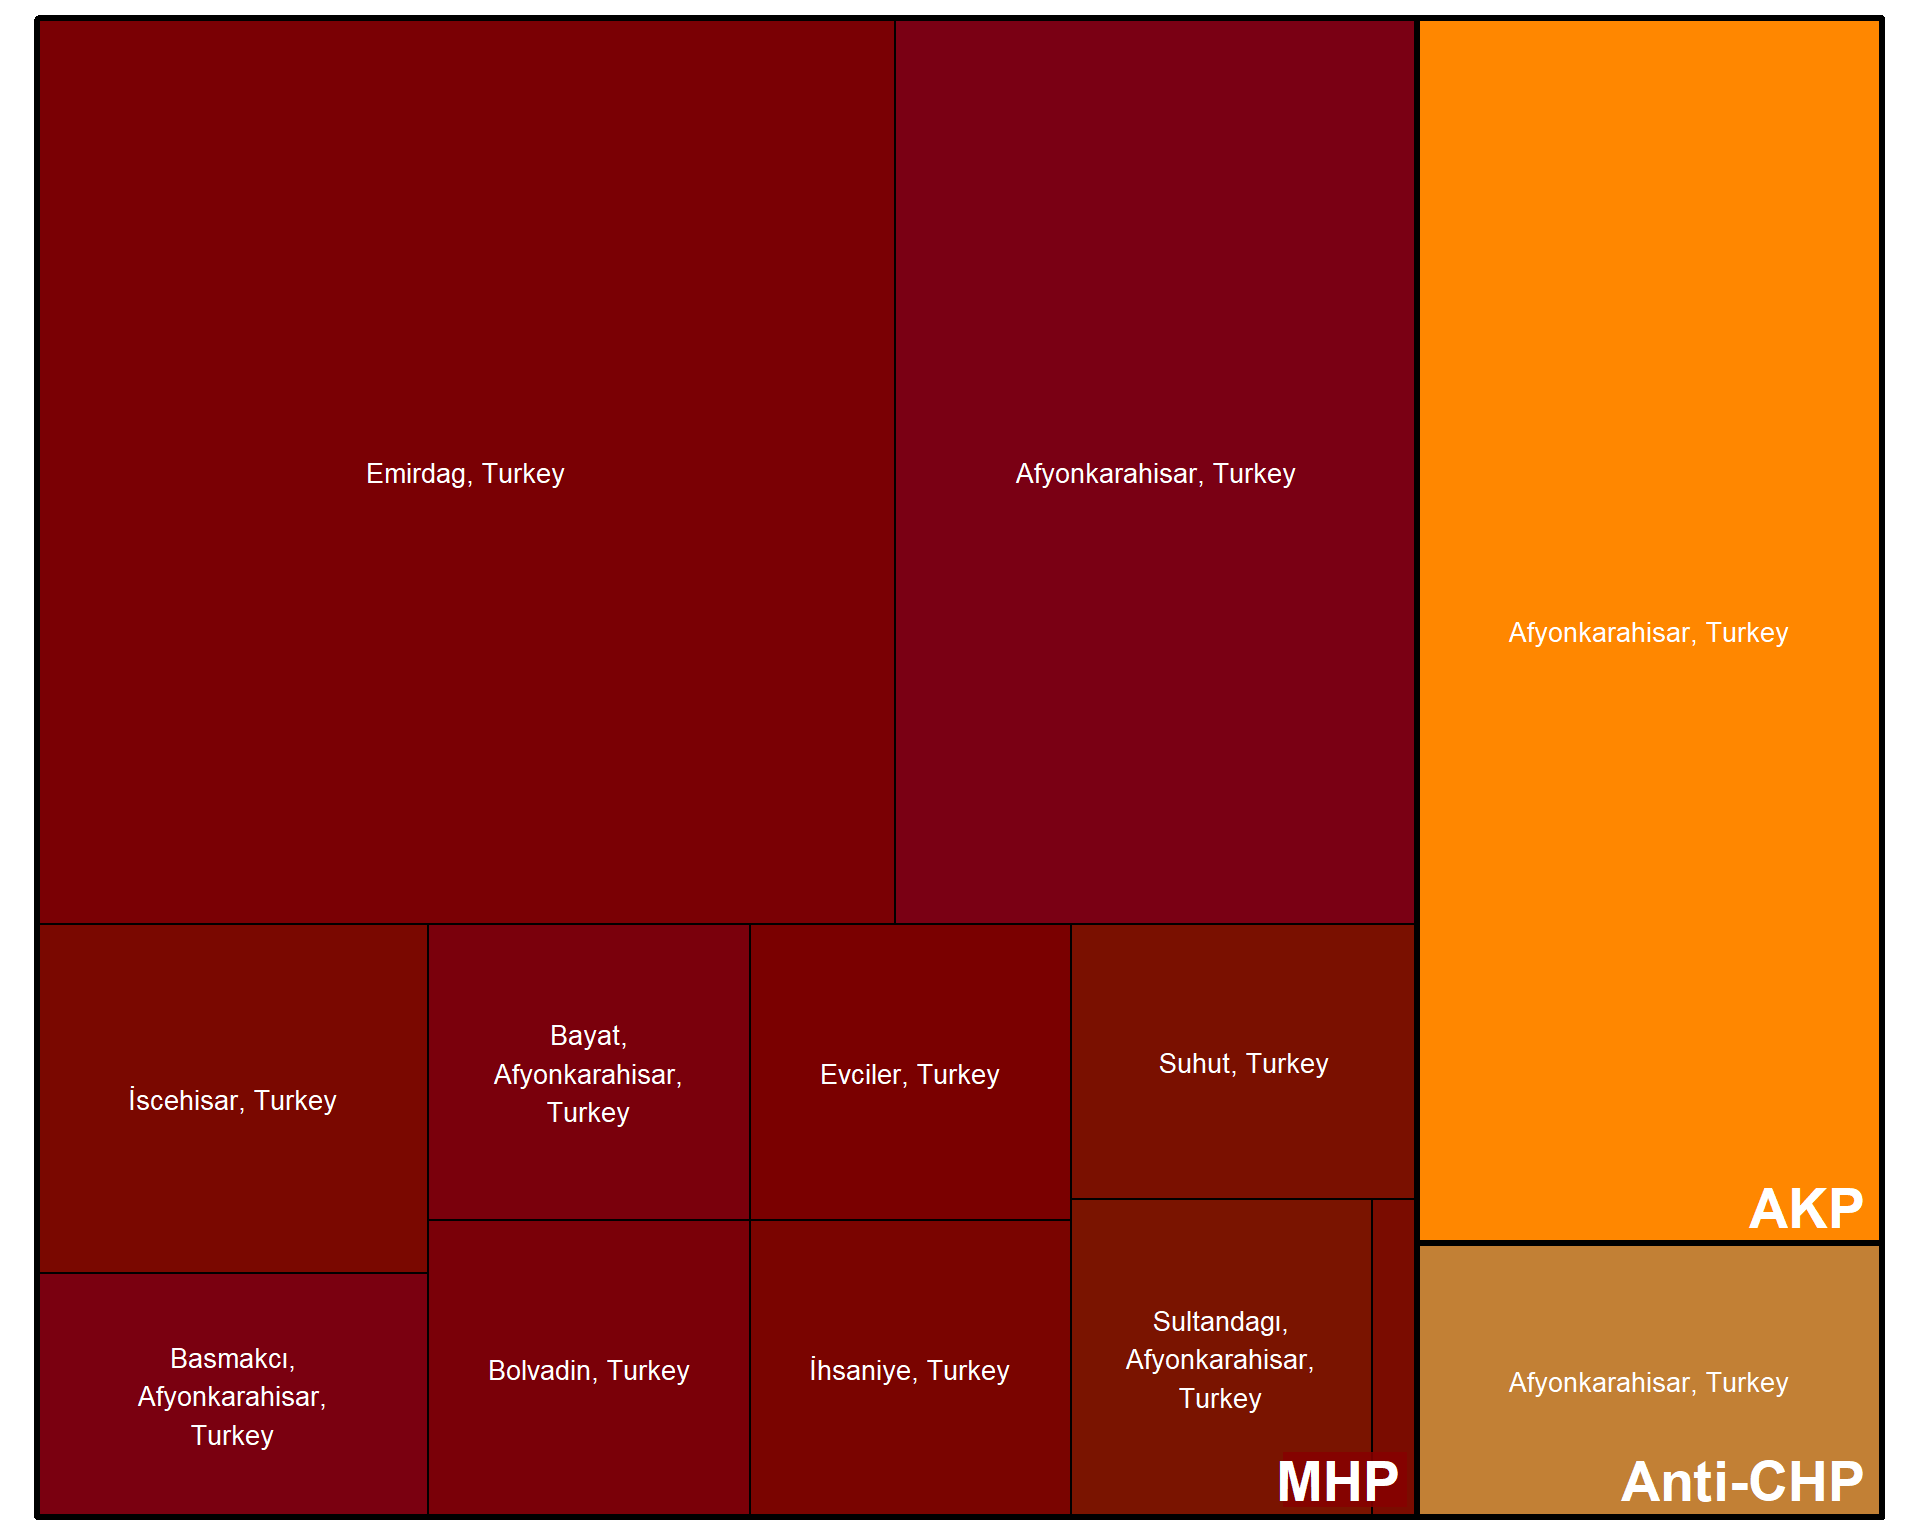 Emirdag, Turkey
Afyonkarahisar, Turkey
Afyonkarahisar, Turkey
AKP
İscehisar, Turkey
Bayat,
Afyonkarahisar,
Turkey
Evciler, Turkey
Suhut, Turkey
Basmakcı,
Afyonkarahisar,
Turkey
Bolvadin, Turkey
İhsaniye, Turkey
Sultandagı,
Afyonkarahisar,
Turkey
MHP
Afyonkarahisar, Turkey
Anti-CHP